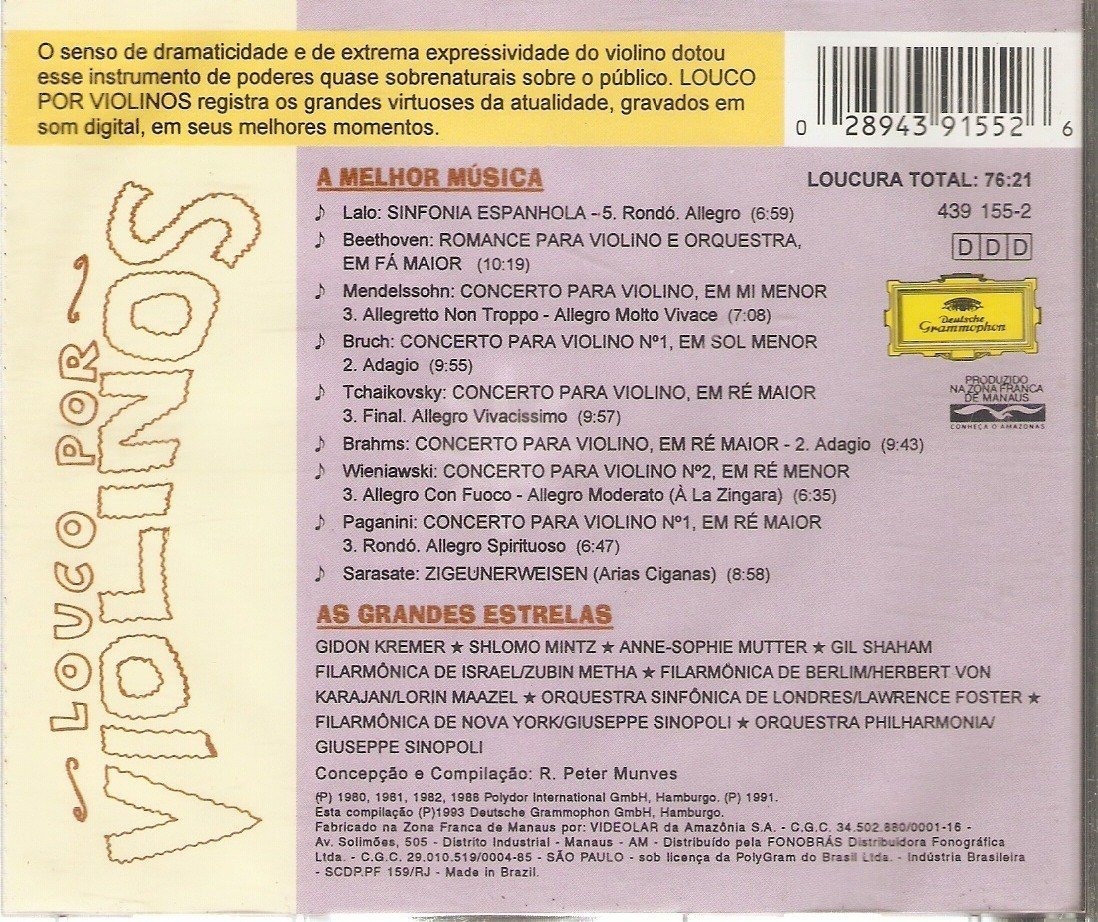 O senso de dramaticidade e de extrema expressividade do violino dotou
esse instrumento de poderes quase sobrenaturais sobre o público. LOUCO
POR VIOLINOS registra os grandes virtuoses da atualidade, gravados em
som digital, em seus melhores momentos.
0 28943 91552 6
LOUCO POR
VIOLINOS
A MELHOR MÚSICA
LOUCURA TOTAL: 76:21
439 155-2
DDD
Deutsche
Grammophon
PRODUZIDO
NA ZONA FRANCA
DE MANAUS
CONHEÇA O AMAZONAS
♪ Lalo: SINFONIA ESPANHOLA - 5. Rondó. Allegro (6:59)
♪ Beethoven: ROMANCE PARA VIOLINO E ORQUESTRA,
EM FÁ MAIOR (10:19)
♪ Mendelssohn: CONCERTO PARA VIOLINO, EM MI MENOR
3. Allegretto Non Troppo - Allegro Molto Vivace (7:08)
♪ Bruch: CONCERTO PARA VIOLINO Nº1, EM SOL MENOR
2. Adagio (9:55)
♪ Tchaikovsky: CONCERTO PARA VIOLINO, EM RÉ MAIOR
3. Final. Allegro Vivacissimo (9:57)
♪ Brahms: CONCERTO PARA VIOLINO, EM RÉ MAIOR - 2. Adagio (9:43)
♪ Wieniawski: CONCERTO PARA VIOLINO Nº2, EM RÉ MENOR
3. Allegro Con Fuoco - Allegro Moderato (À La Zingara) (6:35)
♪ Paganini: CONCERTO PARA VIOLINO Nº1, EM RÉ MAIOR
3. Rondó. Allegro Spirituoso (6:47)
♪ Sarasate: ZIGEUNERWEISEN (Arias Ciganas) (8:58)
AS GRANDES ESTRELAS
GIDON KREMER ★ SHLOMO MINTZ ★ ANNE-SOPHIE MUTTER ★ GIL SHAHAM
FILARMÔNICA DE ISRAEL/ZUBIN METHA ★ FILARMÔNICA DE BERLIM/HERBERT VON
KARAJAN/LORIN MAAZEL ★ ORQUESTRA SINFÔNICA DE LONDRES/LAWRENCE FOSTER ★
FILARMÔNICA DE NOVA YORK/GIUSEPPE SINOPOLI ★ ORQUESTRA PHILHARMONIA/
GIUSEPPE SINOPOLI
Concepção e Compilação: R. Peter Munves
(P) 1980, 1981, 1982, 1988 Polydor International GmbH, Hamburgo. (P) 1991.
Esta compilação (P)1993 Deutsche Grammophon GmbH, Hamburgo.
Fabricado na Zona Franca de Manaus por: VIDEOLAR da Amazônia S.A. - C.G.C. 34.502.880/0001-16 -
Av. Solimões, 505 - Distrito Industrial - Manaus - AM - Distribuído pela FONOBRÁS Distribuidora Fonográfica
Ltda. - C.G.C. 29.010.519/0004-85 - SÃO PAULO - sob licença da PolyGram do Brasil Ltda. - Indústria Brasileira
- SCDP.PF 159/RJ - Made in Brazil.